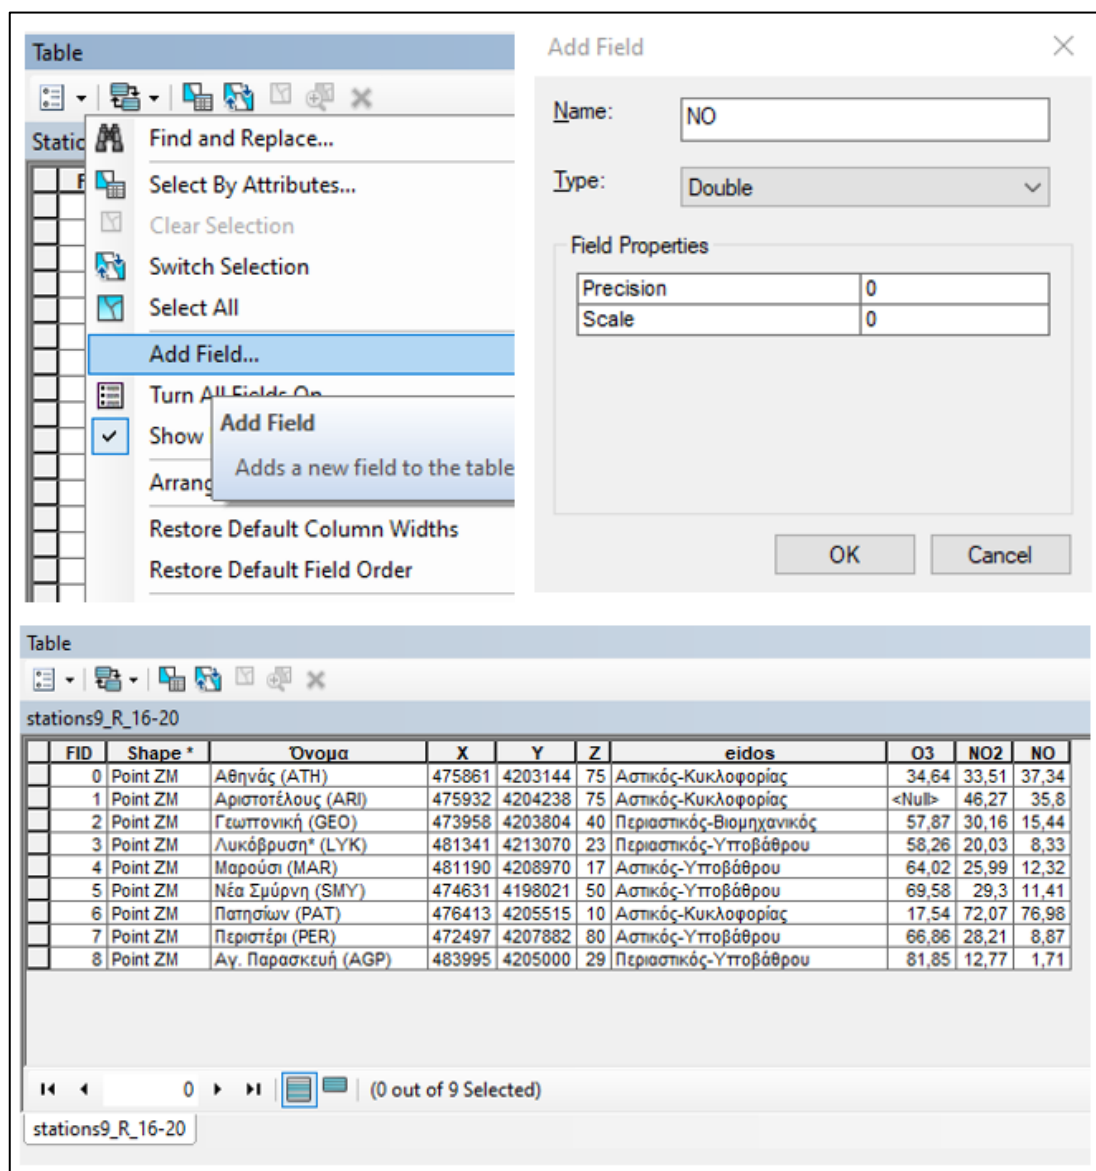 Table
Static
F
Find and Replace...
Select By Attributes...
Clear Selection
Switch Selection
Select All
Add Field...
Turn All Fields On
Show
Add Field
Adds a new field to the table
Arrang
Restore Default Column Widths
Restore Default Field Order
Add Field
Name: NO
Type: Double
Field Properties
Precision 0
Scale 0
OK Cancel
Table
stations9_R_16-20
FID Shape * Όνομα X Y Z eidos O3 NO2 NO
0 Point ZM Αθηνάς (ATH) 475861 4203144 75 Αστικός-Κυκλοφορίας 34,64 33,51 37,34
1 Point ZM Αριστοτέλους (ARI) 475932 4204238 75 Αστικός-Κυκλοφορίας <Null> 46,27 35,8
2 Point ZM Γεωπονική (GEO) 473958 4203804 40 Περιαστικός-Βιομηχανικός 57,87 30,16 15,44
3 Point ZM Λυκόβρυση* (LYK) 481341 4213070 23 Περιαστικός-Υποβάθρου 58,26 20,03 8,33
4 Point ZM Μαρούσι (MAR) 481190 4208970 17 Αστικός-Υποβάθρου 64,02 25,99 12,32
5 Point ZM Νέα Σμύρνη (SMY) 474631 4198021 50 Αστικός-Υποβάθρου 69,58 29,3 11,41
6 Point ZM Πατησίων (PAT) 476413 4205515 10 Αστικός-Κυκλοφορίας 17,54 72,07 76,98
7 Point ZM Περιστέρι (PER) 472497 4207882 80 Αστικός-Υποβάθρου 66,86 28,21 8,87
8 Point ZM Αγ. Παρασκευή (AGP) 483995 4205000 29 Περιαστικός-Υποβάθρου 81,85 12,77 1,71
0 (0 out of 9 Selected)
stations9_R_16-20